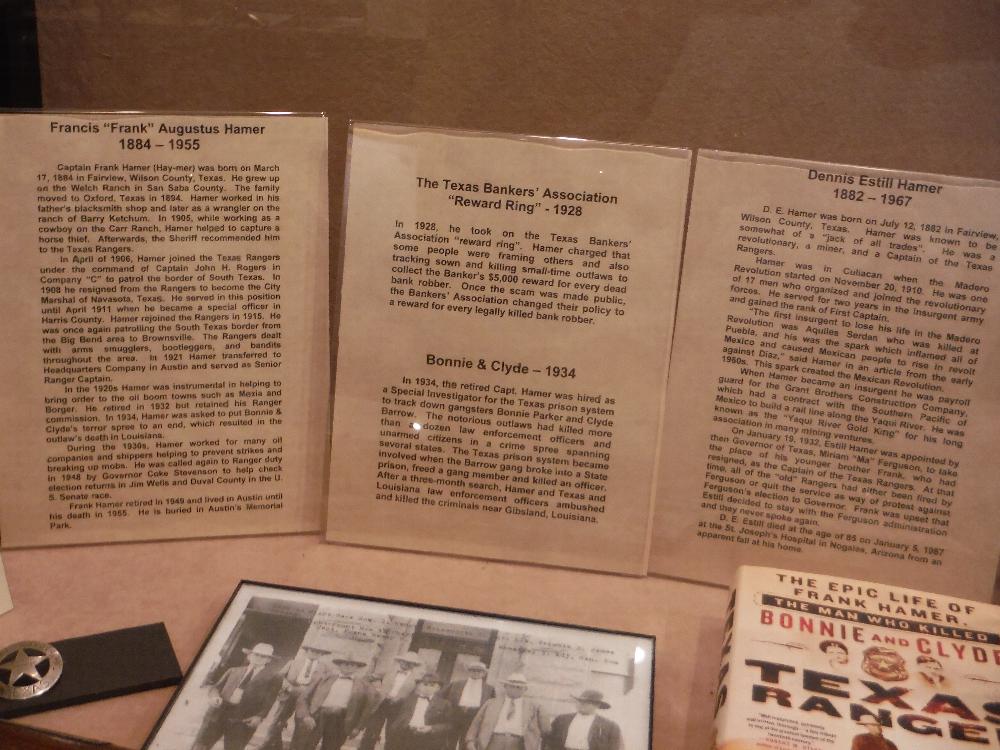 Francis “Frank” Augustus Hamer
1884 – 1955
Captain Frank Hamer (Hay-mer) was born on March
17, 1884 in Fairview, Wilson County, Texas. He grew up
on the Welch Ranch in San Saba County. The family
moved to Oxford, Texas in 1894. Hamer worked in his
father's blacksmith shop and later as a wrangler on the
ranch of Barry Ketchum. In 1905, while working as a
cowboy on the Carr Ranch, Hamer helped to capture a
horse thief. Afterwards, the Sheriff recommended him
to the Texas Rangers.
In April of 1906, Hamer joined the Texas Rangers
under the command of Captain John H. Rogers in
Company “C” to patrol the border of South Texas. In
1908 he resigned from the Rangers to become the City
Marshal of Navasota, Texas. He served in this position
until April 1911 when he became a special officer in
Harris County. Hamer rejoined the Rangers in 1915. He
was once again patrolling the South Texas border from
the Big Bend area to Brownsville. The Rangers dealt
with arms smugglers, bootleggers, and bandits
throughout the area. In 1921 Hamer transferred to
Headquarters Company in Austin and served as Senior
Ranger Captain.
In the 1920s Hamer was instrumental in helping to
bring order to the oil boom towns such as Mexia and
Borger. He retired in 1932 but retained his Ranger
commission. In 1934, Hamer was asked to put Bonnie &
Clyde's terror spree to an end, which resulted in the
outlaw's death in Louisiana.
During the 1930s, Hamer worked for many oil
companies and shippers helping to prevent strikes and
breaking up mobs. He was called again to Ranger duty
in 1948 by Governor Coke Stevenson to help check
election returns in Jim Wells and Duval County in the U.
S. Senate race.
Frank Hamer retired in 1949 and lived in Austin until
his death in 1955. He is buried in Austin's Memorial
Park.
The Texas Bankers' Association
“Reward Ring” - 1928
In 1928, he took on the Texas Bankers'
Association “reward ring”. Hamer charged that
some people were framing others and also
tracking sown and killing small-time outlaws to
collect the Banker's $5,000 reward for every dead
bank robber. Once the scam was made public,
the Bankers' Association changed their policy to
a reward for every legally killed bank robber.
Bonnie & Clyde – 1934
In 1934, the retired Capt. Hamer was hired as
a Special Investigator for the Texas prison system
to track down gangsters Bonnie Parker and Clyde
Barrow. The notorious outlaws had killed more
than a dozen law enforcement officers and
unarmed citizens in a crime spree spanning
several states. The Texas prison system became
involved when the Barrow gang broke into a State
prison, freed a gang member and killed an officer.
After a three-month search, Hamer and Texas and
Louisiana law enforcement officers ambushed
and killed the criminals near Gibsland, Louisiana.
Dennis Estill Hamer
1882 – 1967
D. E. Hamer was born on July 12, 1882 in Fairview,
Wilson County, Texas. Hamer was known to be
somewhat of a “jack of all trades”. He was a
revolutionary, a miner, and a Captain of the Texas
Rangers.
Hamer was in Culiacan when the Madero
Revolution started on November 20, 1910. He was one
of 17 men who organized and joined the revolutionary
forces. He served for two years in the insurgent army
and gained the rank of First Captain.
“The first insurgent to lose his life in the Madero
Revolution was Aquiles Serdan who was killed at
Puebla, and his was the spark which inflamed all of
Mexico and caused Mexican people to rise in revolt
against Diaz,” said Hamer in an article from the early
1960s. This spark created the Mexican Revolution.
When Hamer became an insurgent he was payroll
guard for the Grant Brothers Construction Company,
which had a contract with the Southern Pacific of
Mexico to build a rail line along the Yaqui River. He was
known as the “Yaqui River Gold King” for his long
association in many mining ventures.
On January 19, 1932, Estill Hamer was appointed by
then Governor of Texas, Miriam “Ma” Ferguson, to take
the place of his younger brother Frank, who had
resigned, as the Captain of the Texas Rangers. At that
time, all of the “old” Rangers had either been fired by
Ferguson or quit the service as way of protest against
Ferguson's election to Governor. Frank was upset that
Estill decided to stay with the Ferguson administration
and they never spoke again.
D. E. Estill died at the age of 85 on January 5, 1967
at the St. Joseph's Hospital in Nogales, Arizona from an
apparent fall at his home.
THE EPIC LIFE OF
FRANK HAMER,
THE MAN WHO KILLED
BONNIE AND CLYDE
TEXAS
RANGER